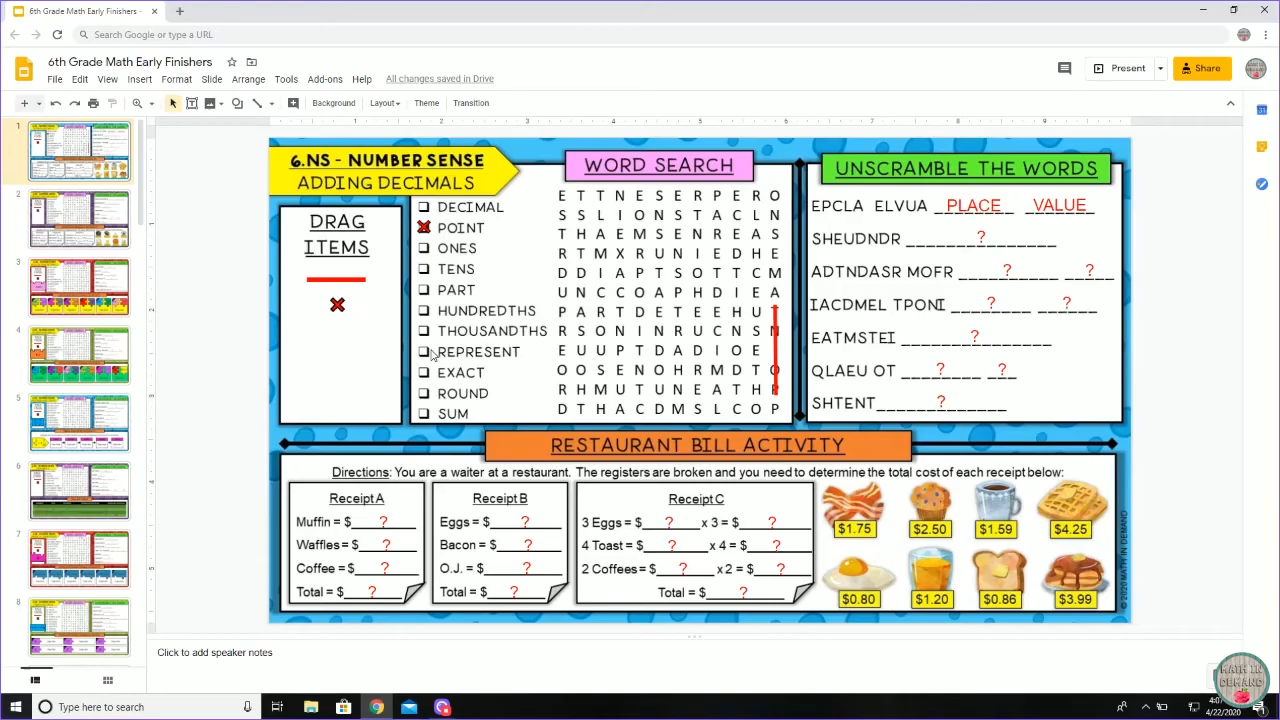 6th Grade Math Early Finishers -
Search Google or type a URL
6th Grade Math Early Finishers
File Edit View Insert Format Slide Arrange Tools Add-ons Help All changes saved in Drive
Present Share
Background Layout Theme Transition
6.NS - NUMBER SENSE
ADDING DECIMALS
DRAG
ITEMS
DECIMAL
POINT
ONES
TENS
PART
HUNDREDTHS
THOUSANDTHS
REPRESENT
EXACT
ROUND
SUM
WORD SEARCH
E T T N E S E R P E X O
S S L I O N S T A C L N
T H A E M S E N R E L S
R T M X R U N I E D H E
D D I A P T S O T T C M
U N C C O A P H D I E A
P A R T D E T E E H U
R S O N I N R U C N S N
E U U P T D A D I O E
O O S E N O H R M D T O
R H M U T U N E A T H P
D T H A C D M S L C F P
UNSCRAMBLE THE WORDS
EPCLA ELVUA PLACE VALUE
SHEUDNDR ?
ADTNDASR MOFR ? ?
IACDMEL TPONI ? ?
EATMSTEI ?
QLAEU OT ? ?
SHTENT ?
RESTAURANT BILL ACTIVITY
Directions: You are a waiter at a restaurant. The registers are broken and you need to determine the total cost of each receipt below:
Receipt A
Muffin = $ ?
Waffles = $ ?
Coffee = $ ?
Total = $ ?
Receipt B
Eggs = $ ?
Bacon = $ ?
O.J. = $ ?
Total = $ ?
Receipt C
3 Eggs = $ ? x 3 = $ ?
4 Toast = $ ? x 4 = $ ?
2 Coffees = $ ? x 2 = $ ?
Total = $ ?
$1.75 $2.50 $1.59 $4.25
$0.80 $1.20 $0.86 $3.99
© 2020 MATH IN DEMAND
Click to add speaker notes
MATH IN
DEMAND
Type here to search
4/22/2020